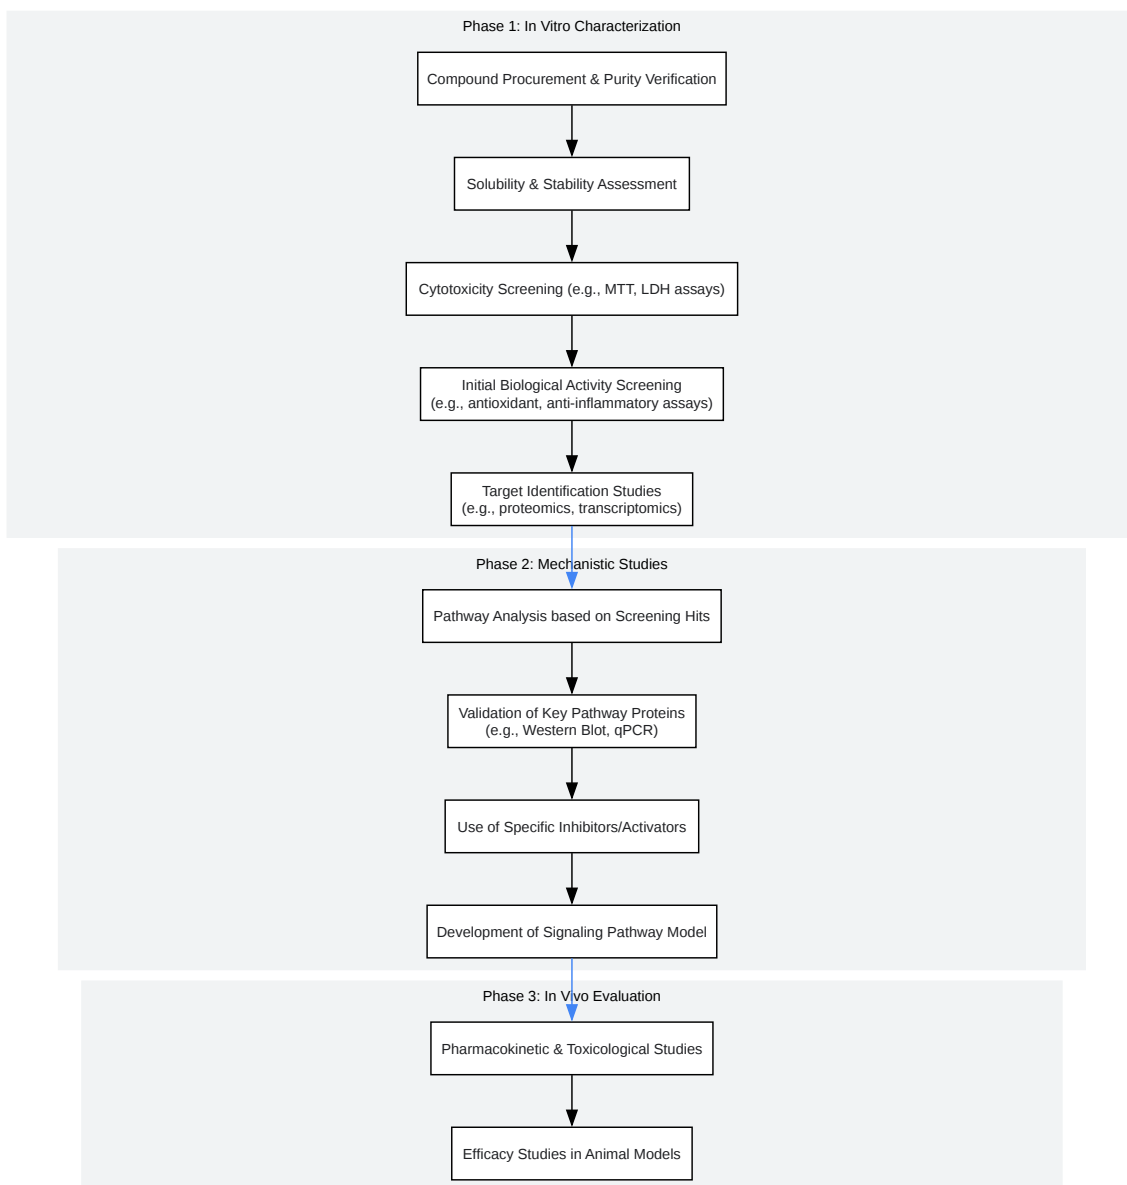 Phase 1: In Vitro Characterization
Compound Procurement & Purity Verification
Solubility & Stability Assessment
Cytotoxicity Screening (e.g., MTT, LDH assays)
Initial Biological Activity Screening
(e.g., antioxidant, anti-inflammatory assays)
Target Identification Studies
(e.g., proteomics, transcriptomics)
Phase 2: Mechanistic Studies
Pathway Analysis based on Screening Hits
Validation of Key Pathway Proteins
(e.g., Western Blot, qPCR)
Use of Specific Inhibitors/Activators
Development of Signaling Pathway Model
Phase 3: In Vivo Evaluation
Pharmacokinetic & Toxicological Studies
Efficacy Studies in Animal Models